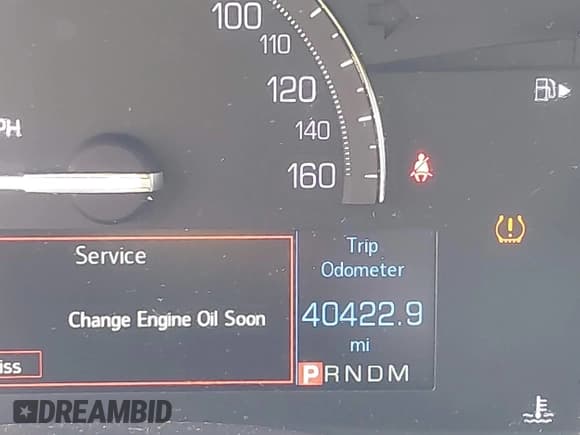 100
110
120
140
PH
160
Service
Trip
Odometer
Change Engine Oil Soon
40422.9
mi
iss
PRNDM
DREAMBID